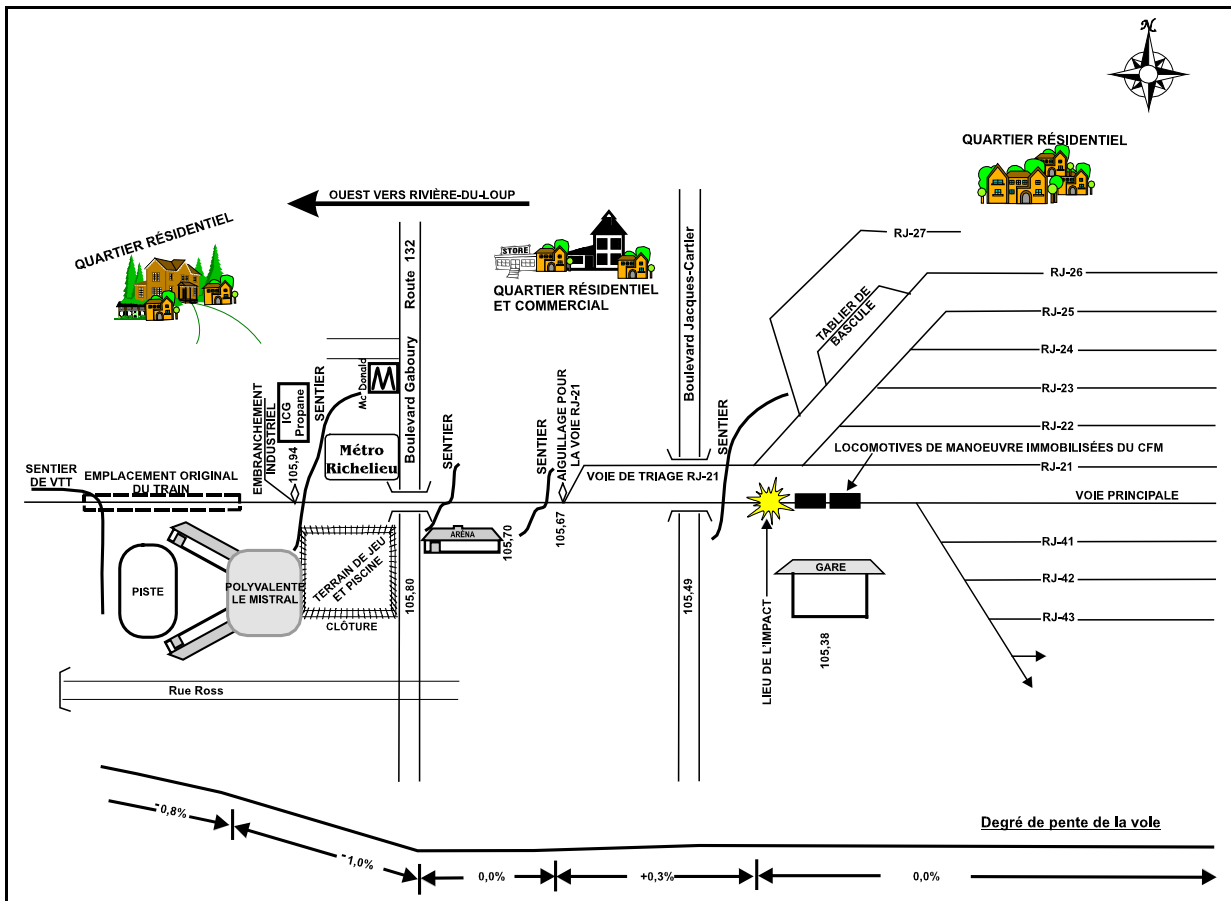 N
QUARTIER RÉSIDENTIEL
OUEST VERS RIVIÈRE-DU-LOUP
QUARTIER RÉSIDENTIEL
STORE
QUARTIER RÉSIDENTIEL
ET COMMERCIAL
Route 132
Boulevard Gaboury
Boulevard Jacques-Cartier
RJ-27
RJ-26
TABLIER DE
BASCULE
RJ-25
RJ-24
RJ-23
RJ-22
RJ-21
Mc Donald
M
SENTIER
ICG
Propane
EMBRANCHEMENT
INDUSTRIEL
105,94
Métro
Richelieu
SENTIER
SENTIER
AIGUILLAGE POUR
LA VOIE RJ-21
105,67
SENTIER
LOCOMOTIVES DE MANOEUVRE IMMOBILISÉES DU CFM
VOIE DE TRIAGE RJ-21
VOIE PRINCIPALE
SENTIER
DE VTT
EMPLACEMENT ORIGINAL
DU TRAIN
ARÉNA
105,70
RJ-41
RJ-42
RJ-43
PISTE
POLYVALENTE
LE MISTRAL
TERRAIN DE JEU
ET PISCINE
CLÔTURE
105,80
105,49
LIEU DE L'IMPACT
GARE
105,38
Rue Ross
Degré de pente de la voie
-0,8%
-1,0%
0,0%
+0,3%
0,0%